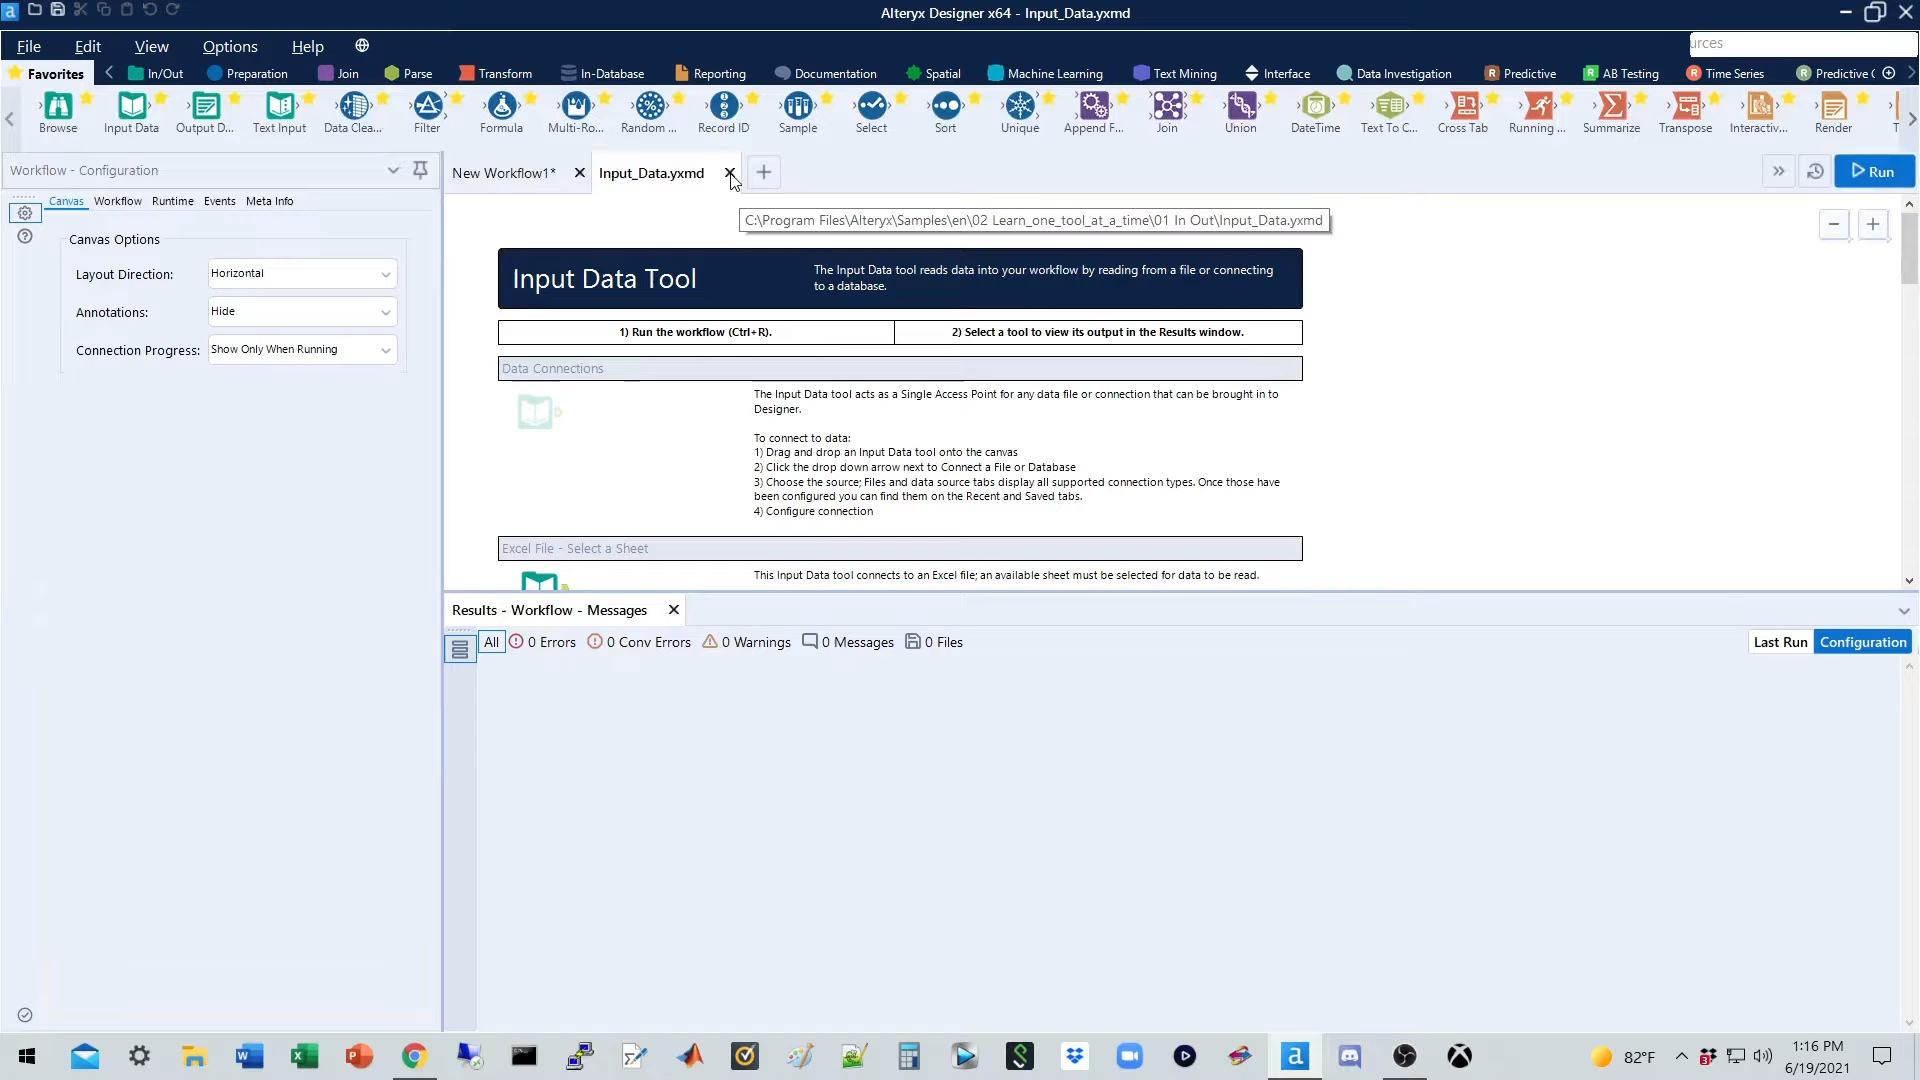 Alteryx Designer x64 - Input_Data.yxmd
File Edit View Options Help
urces
Favorites In/Out Preparation Join Parse Transform In-Database Reporting Documentation Spatial Machine Learning Text Mining Interface Data Investigation Predictive AB Testing Time Series Predictive
Browse Input Data Output D... Text Input Data Clea... Filter Formula Multi-Ro... Random ... Record ID Sample Select Sort Unique Append F... Join Union DateTime Text To C... Cross Tab Running ... Summarize Transpose Interactiv... Render
Workflow - Configuration
New Workflow1* Input_Data.yxmd
Run
Canvas Workflow Runtime Events Meta Info
C:\Program Files\Alteryx\Samples\en\02 Learn_one_tool_at_a_time\01 In Out\Input_Data.yxmd
Canvas Options
Layout Direction: Horizontal
Annotations: Hide
Connection Progress: Show Only When Running
Input Data Tool
The Input Data tool reads data into your workflow by reading from a file or connecting
to a database.
1) Run the workflow (Ctrl+R).
2) Select a tool to view its output in the Results window.
Data Connections
The Input Data tool acts as a Single Access Point for any data file or connection that can be brought in to
Designer.
To connect to data:
1) Drag and drop an Input Data tool onto the canvas
2) Click the drop down arrow next to Connect a File or Database
3) Choose the source; Files and data source tabs display all supported connection types. Once those have
been configured you can find them on the Recent and Saved tabs.
4) Configure connection
Excel File - Select a Sheet
This Input Data tool connects to an Excel file; an available sheet must be selected for data to be read.
Results - Workflow - Messages
All 0 Errors 0 Conv Errors 0 Warnings 0 Messages 0 Files
Last Run Configuration
82°F
1:16 PM
6/19/2021